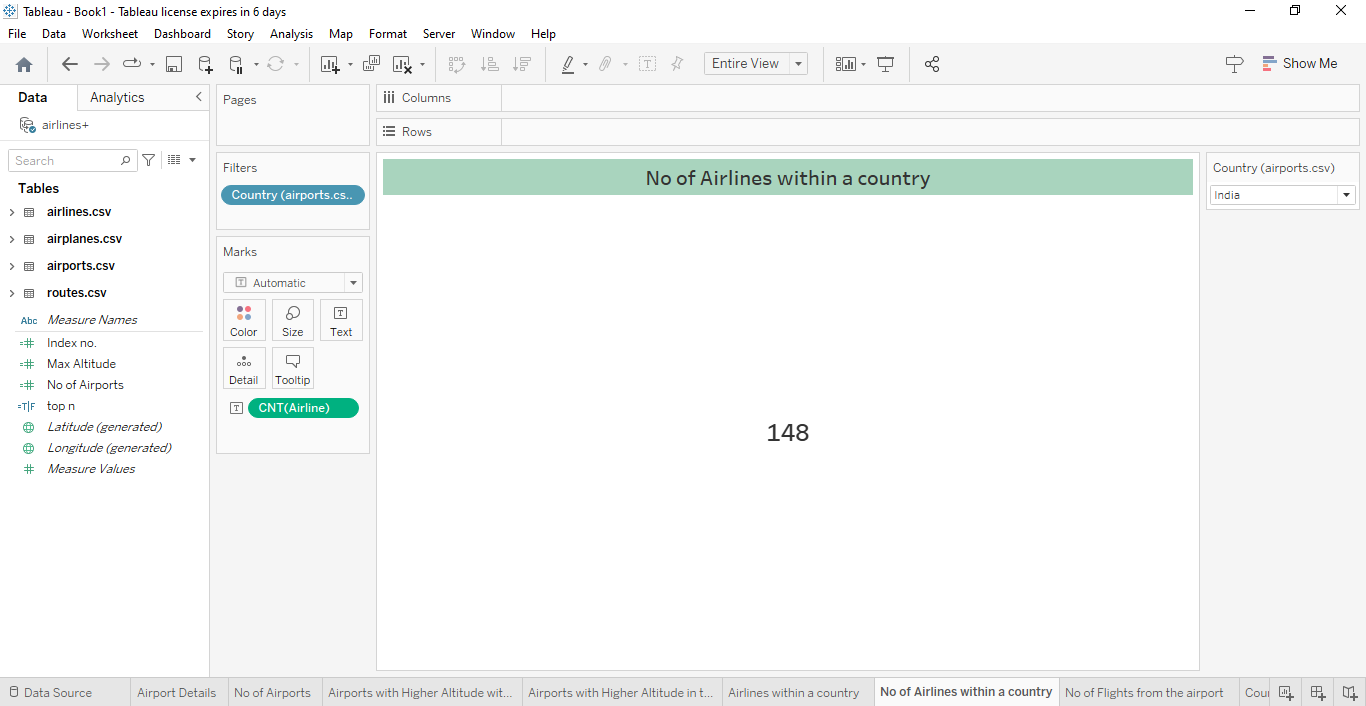 Tableau - Book1 - Tableau license expires in 6 days
File Data Worksheet Dashboard Story Analysis Map Format Server Window Help
Entire View
Show Me
Data Analytics
airlines+
Search
Tables
airlines.csv
airplanes.csv
airports.csv
routes.csv
Abc Measure Names
Index no.
Max Altitude
No of Airports
=T|F top n
Latitude (generated)
Longitude (generated)
Measure Values
Pages
Filters
Country (airports.cs..
Marks
Automatic
Color Size Text
Detail Tooltip
CNT(Airline)
Columns
Rows
No of Airlines within a country
148
Country (airports.csv)
India
Data Source Airport Details No of Airports Airports with Higher Altitude wit... Airports with Higher Altitude in t... Airlines within a country No of Airlines within a country No of Flights from the airport Cou